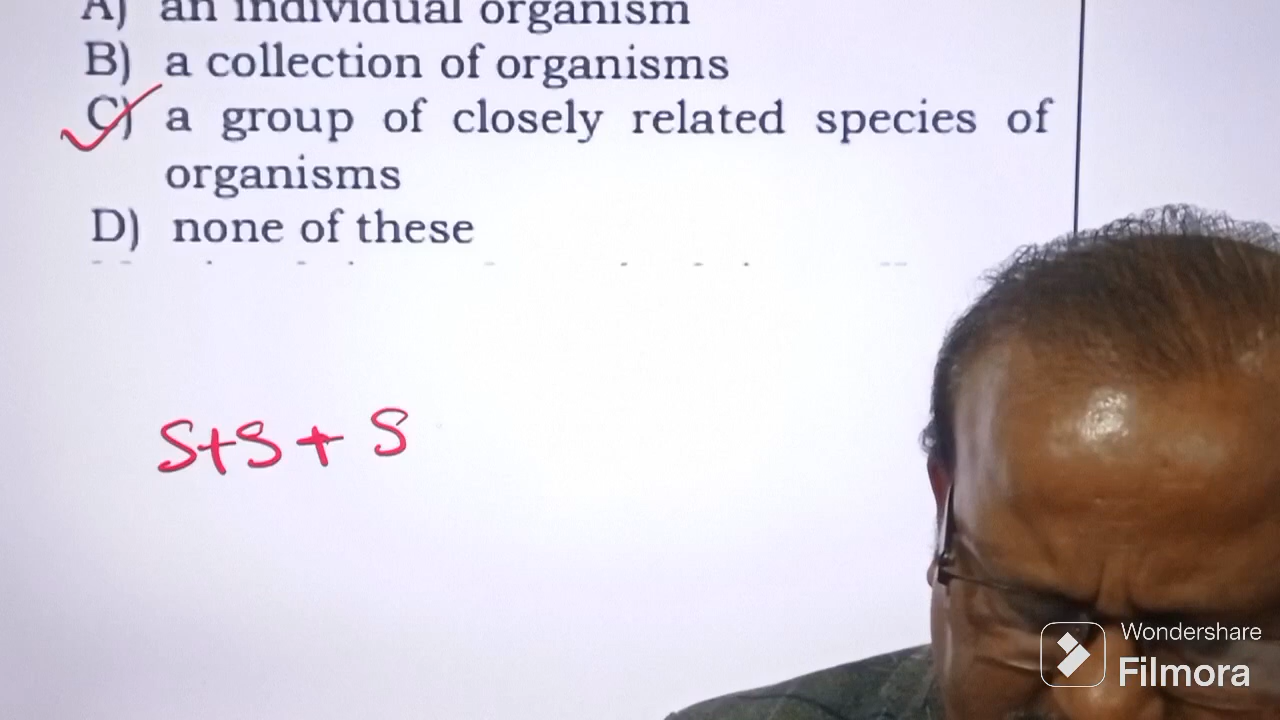 A) an individual organism
B) a collection of organisms
C) a group of closely related species of
organisms
D) none of these
S+S+S
Wondershare
Filmora